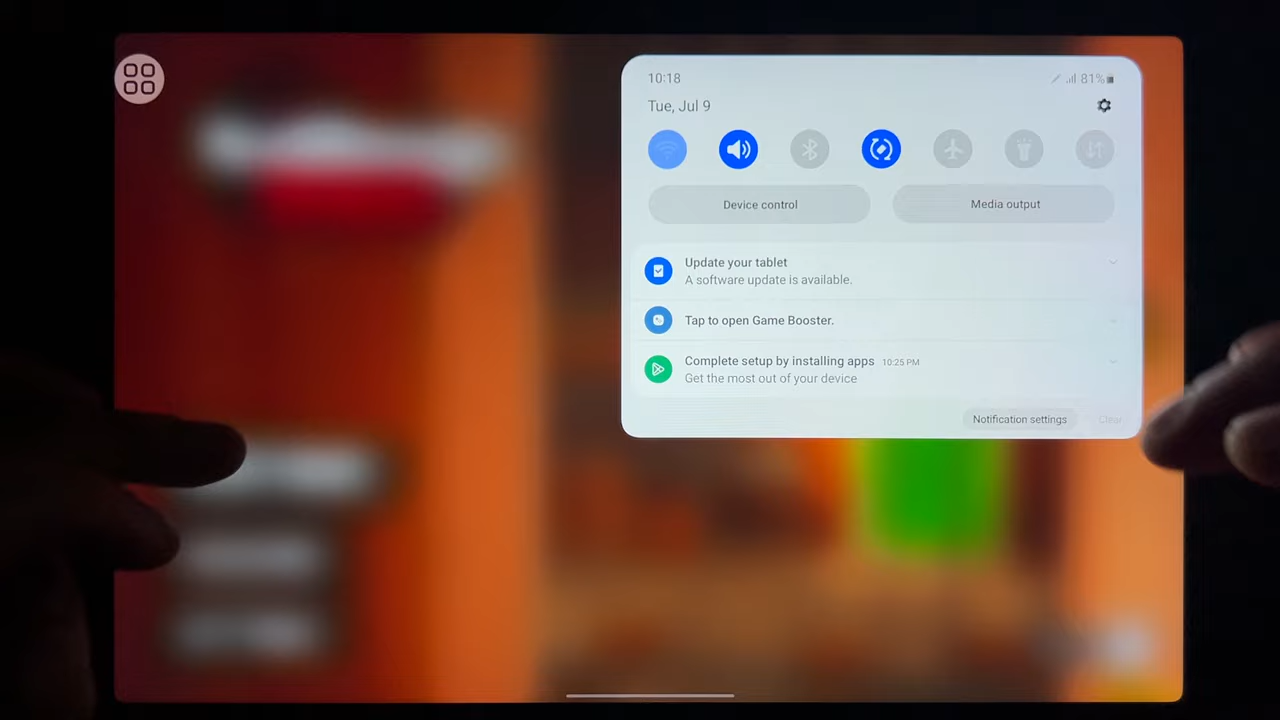 10:18
81%
Tue, Jul 9
Device control
Media output
Update your tablet
A software update is available.
Tap to open Game Booster.
Complete setup by installing apps 10:25 PM
Get the most out of your device
Notification settings
Clear